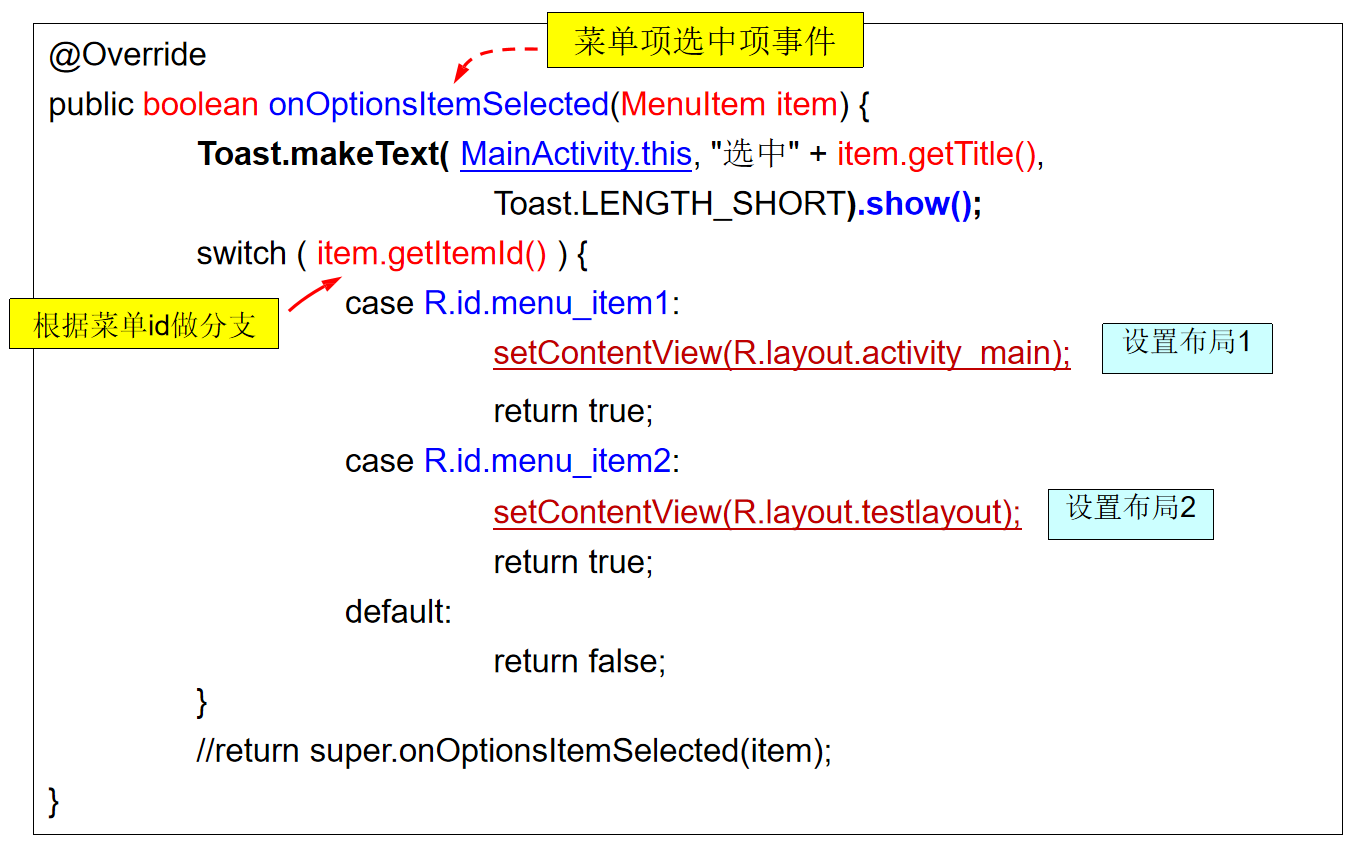 菜单项选中项事件
@Override
public boolean onOptionsItemSelected(MenuItem item) {
Toast.makeText( MainActivity.this, "选中" + item.getTitle(),
Toast.LENGTH_SHORT).show();
switch ( item.getItemId() ) {
根据菜单id做分支
case R.id.menu_item1:
setContentView(R.layout.activity_main);
设置布局1
return true;
case R.id.menu_item2:
setContentView(R.layout.testlayout);
设置布局2
return true;
default:
return false;
}
//return super.onOptionsItemSelected(item);
}